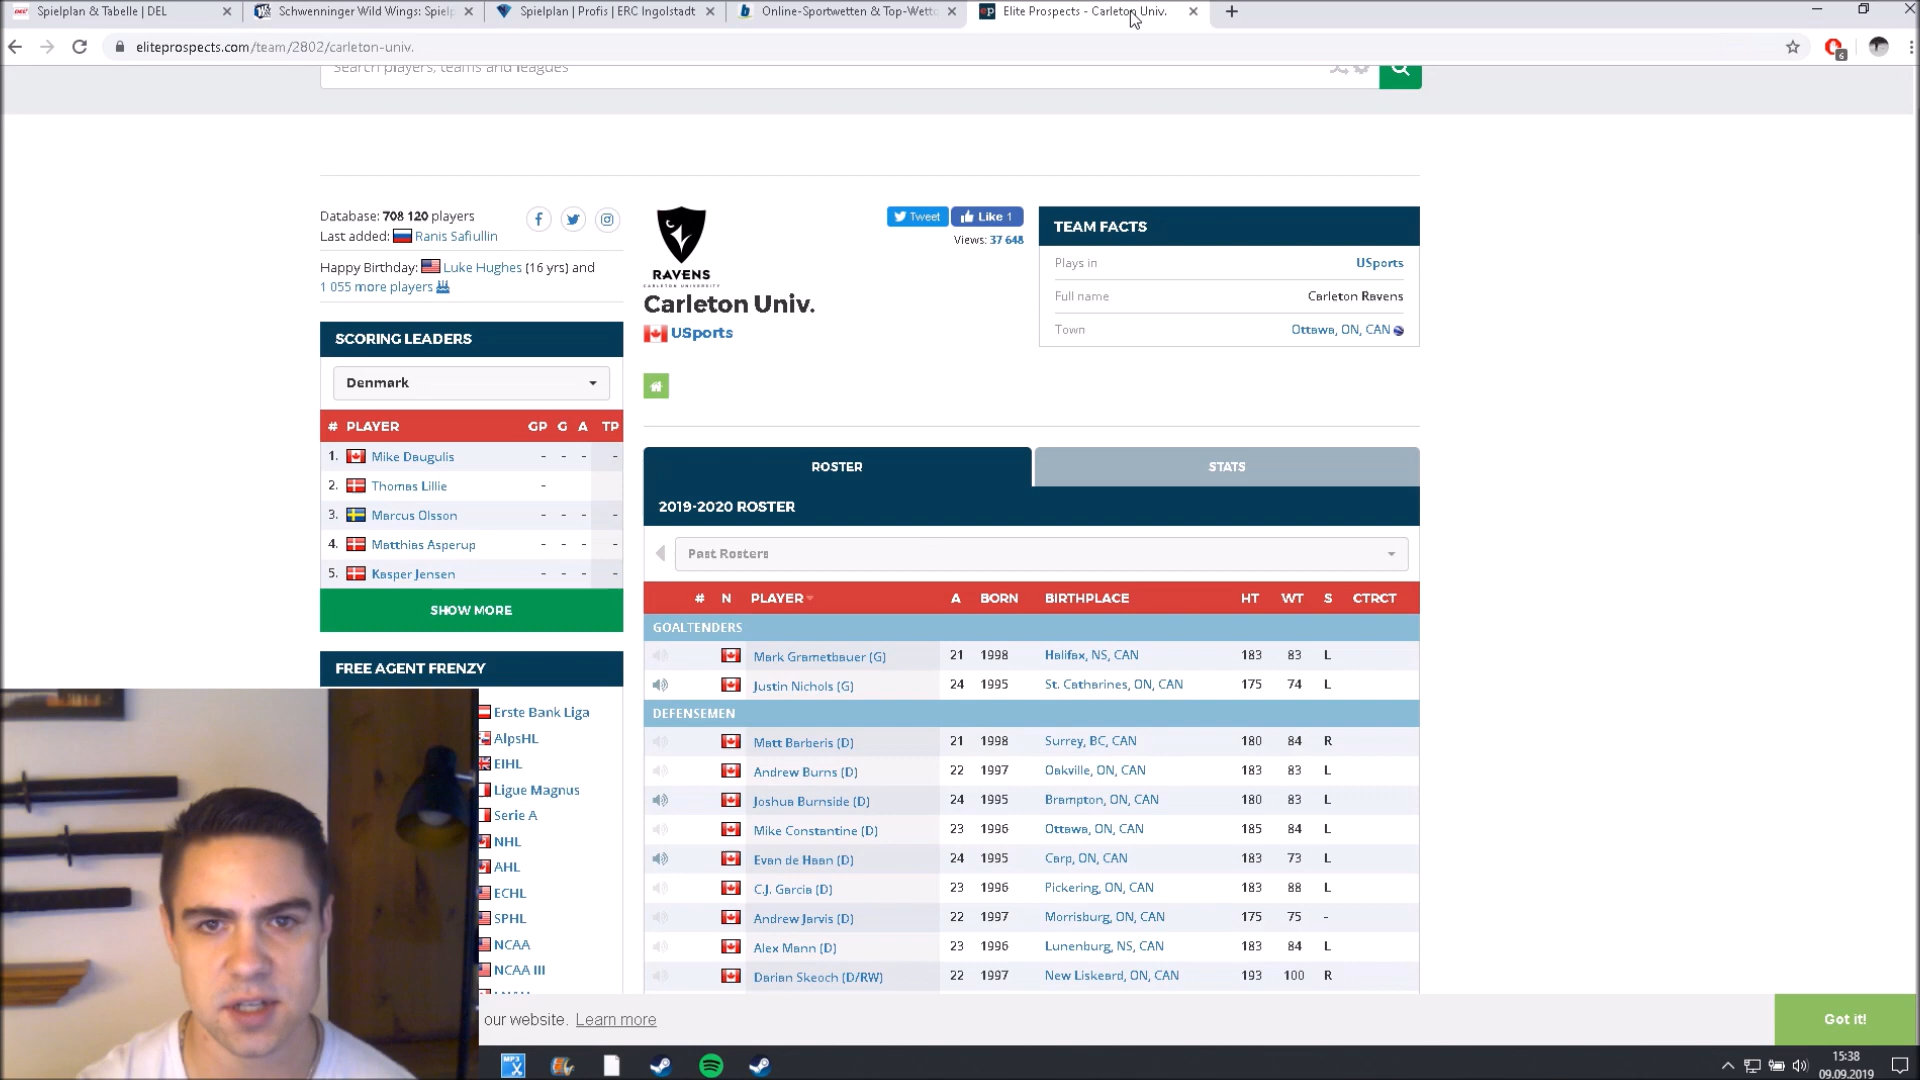 Spielplan & Tabelle | DEL
Schwenninger Wild Wings: Spielp
Spielplan | Profis | ERC Ingolstadt
Online-Sportwetten & Top-Wettq
Elite Prospects - Carleton Univ.
eliteprospects.com/team/2802/carleton-univ.
6
Search players, teams and leagues
Database: 708 120 players
Last added: Ranis Safiullin
Happy Birthday: Luke Hughes (16 yrs) and
1 055 more players
SCORING LEADERS
Denmark
# PLAYER GP G A TP
1. Mike Daugulis - - - -
2. Thomas Lillie -
3. Marcus Olsson - - - -
4. Matthias Asperup - - - -
5. Kasper Jensen - - - -
SHOW MORE
FREE AGENT FRENZY
Erste Bank Liga
AlpsHL
EIHL
Ligue Magnus
Serie A
NHL
AHL
ECHL
SPHL
NCAA
NCAA III
RAVENS
CARLETON UNIVERSITY
Tweet
Like 1
Views: 37 648
Carleton Univ.
USports
TEAM FACTS
Plays in USports
Full name Carleton Ravens
Town Ottawa, ON, CAN
ROSTER
STATS
2019-2020 ROSTER
Past Rosters
# N PLAYER A BORN BIRTHPLACE HT WT S CTRCT
GOALTENDERS
Mark Grametbauer (G) 21 1998 Halifax, NS, CAN 183 83 L
Justin Nichols (G) 24 1995 St. Catharines, ON, CAN 175 74 L
DEFENSEMEN
Matt Barberis (D) 21 1998 Surrey, BC, CAN 180 84 R
Andrew Burns (D) 22 1997 Oakville, ON, CAN 183 83 L
Joshua Burnside (D) 24 1995 Brampton, ON, CAN 180 83 L
Mike Constantine (D) 23 1996 Ottawa, ON, CAN 185 84 L
Evan de Haan (D) 24 1995 Carp, ON, CAN 183 73 L
C.J. Garcia (D) 23 1996 Pickering, ON, CAN 183 88 L
Andrew Jarvis (D) 22 1997 Morrisburg, ON, CAN 175 75 -
Alex Mann (D) 23 1996 Lunenburg, NS, CAN 183 84 L
Darian Skeoch (D/RW) 22 1997 New Liskeard, ON, CAN 193 100 R
our website. Learn more
Got it!
MP3
15:38
09.09.2019